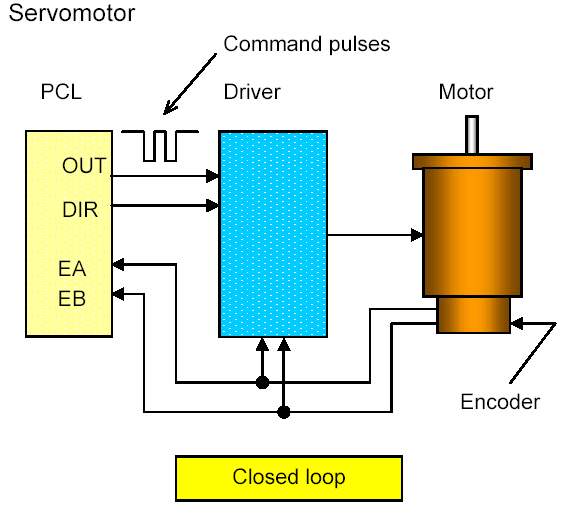 Servomotor
Command pulses
PCL
Driver
Motor
OUT
DIR
EA
EB
Encoder
Closed loop